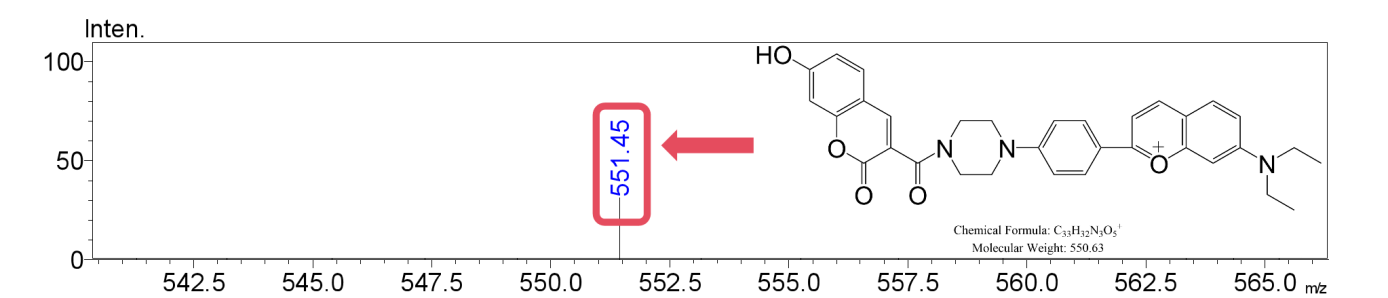 Inten.
100
50
0
551.45
542.5 545.0 547.5 550.0 552.5 555.0 557.5 560.0 562.5 565.0 m/z
HO
O
O
O
N
N
O
+
N
Chemical Formula: C₃₃H₃₂N₃O₅⁺
Molecular Weight: 550.63